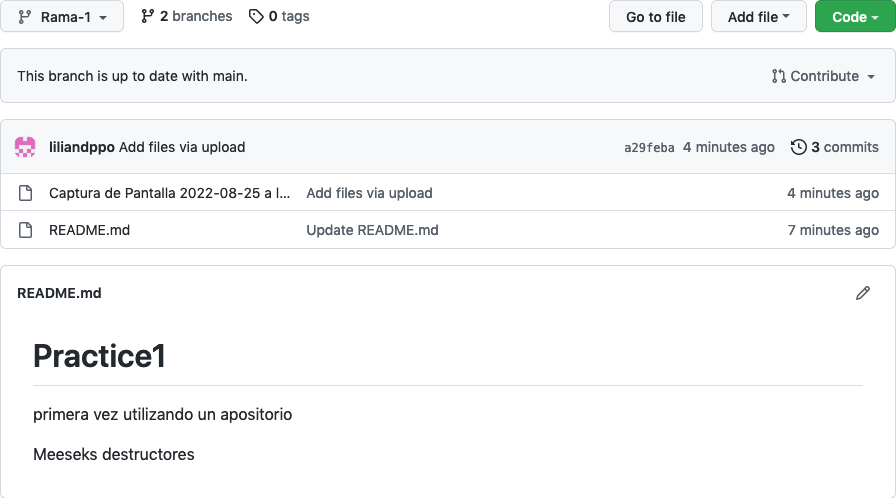 Rama-1 2 branches 0 tags Go to file Add file Code
This branch is up to date with main. Contribute
liliandppo Add files via upload a29feba 4 minutes ago 3 commits
Captura de Pantalla 2022-08-25 a l... Add files via upload 4 minutes ago
README.md Update README.md 7 minutes ago
README.md
Practice1
primera vez utilizando un apositorio
Meeseks destructores